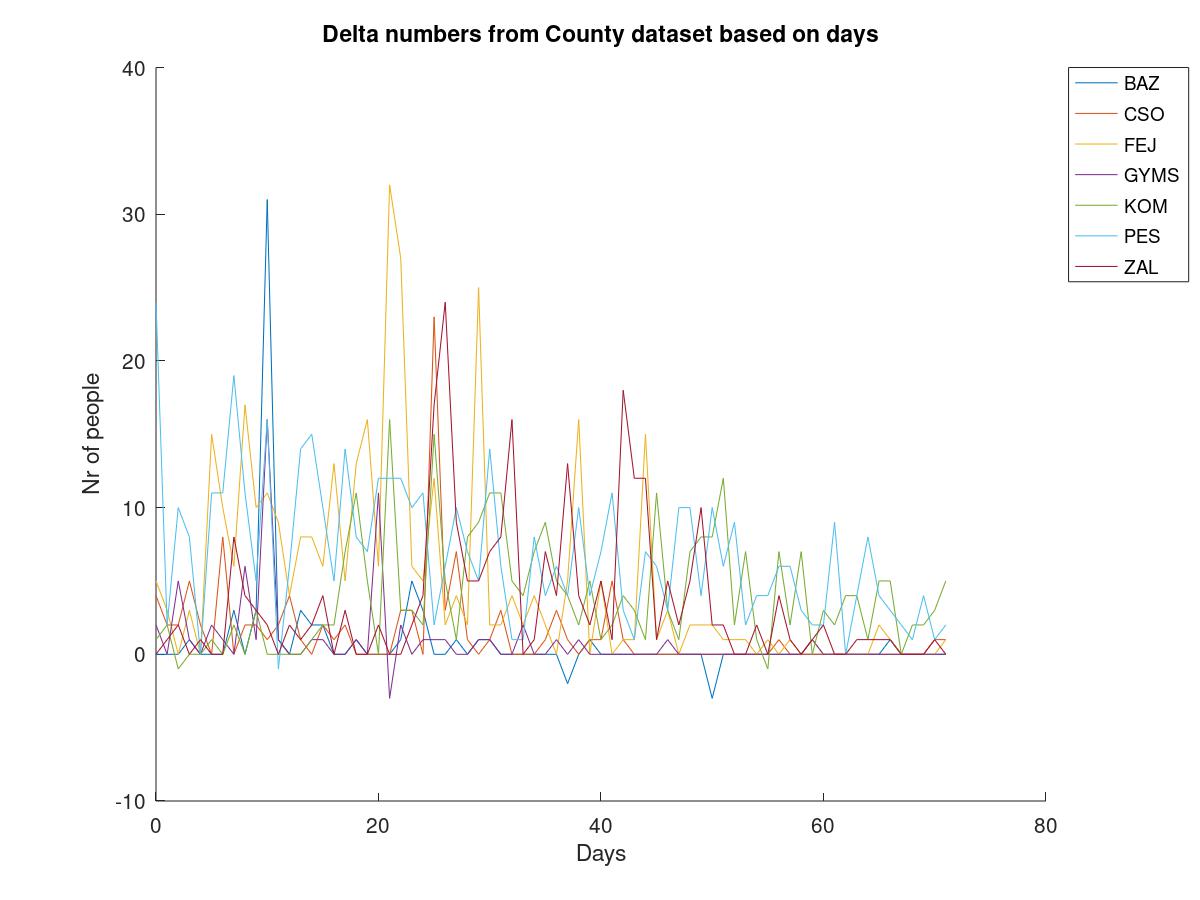 Delta numbers from County dataset based on days
40
30
20
10
0
-10
Nr of people
0 20 40 60 80
Days
BAZ
CSO
FEJ
GYMS
KOM
PES
ZAL